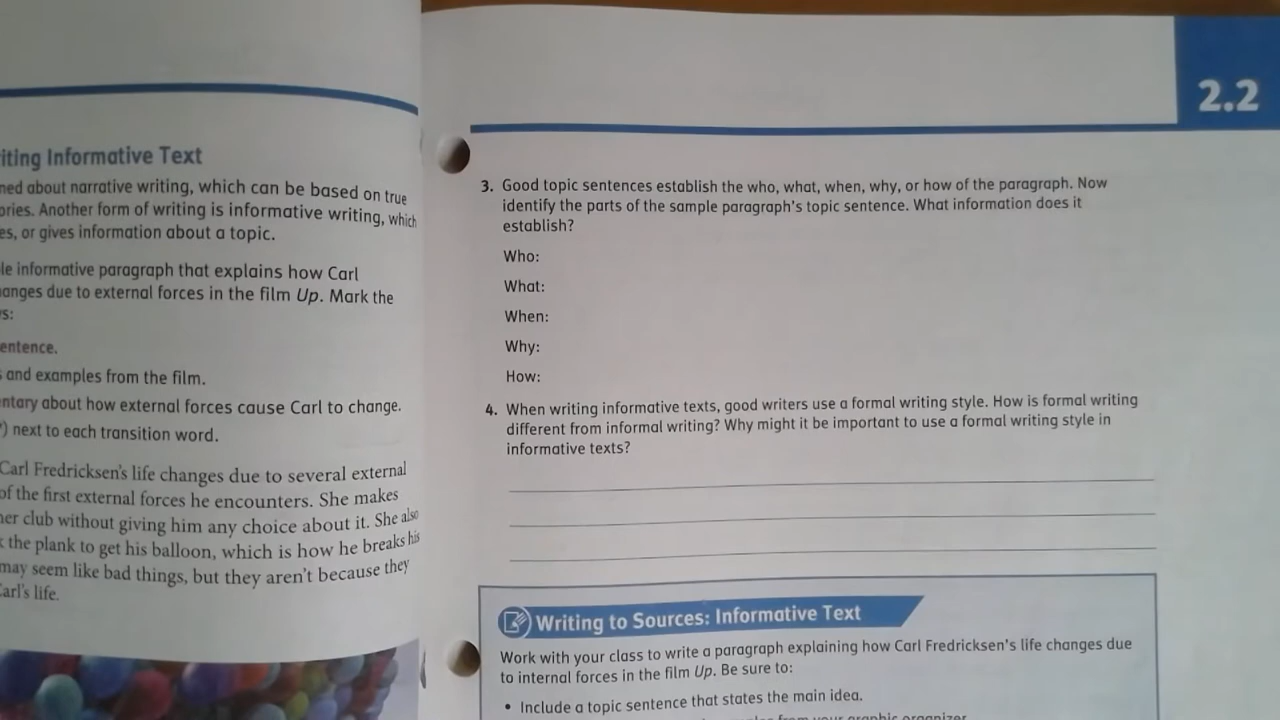 iting Informative Text
ned about narrative writing, which can be based on true
ories. Another form of writing is informative writing, which
es, or gives information about a topic.
le informative paragraph that explains how Carl
anges due to external forces in the film Up. Mark the
s:
entence.
s and examples from the film.
ntary about how external forces cause Carl to change.
) next to each transition word.
Carl Fredricksen's life changes due to several external
of the first external forces he encounters. She makes
her club without giving him any choice about it. She also
the plank to get his balloon, which is how he breaks his
may seem like bad things, but they aren't because they
Carl's life.
2.2
3. Good topic sentences establish the who, what, when, why, or how of the paragraph. Now
identify the parts of the sample paragraph's topic sentence. What information does it
establish?
Who:
What:
When:
Why:
How:
4. When writing informative texts, good writers use a formal writing style. How is formal writing
different from informal writing? Why might it be important to use a formal writing style in
informative texts?
Writing to Sources: Informative Text
Work with your class to write a paragraph explaining how Carl Fredricksen's life changes due
to internal forces in the film Up. Be sure to:
• Include a topic sentence that states the main idea.
from your graphic organizer